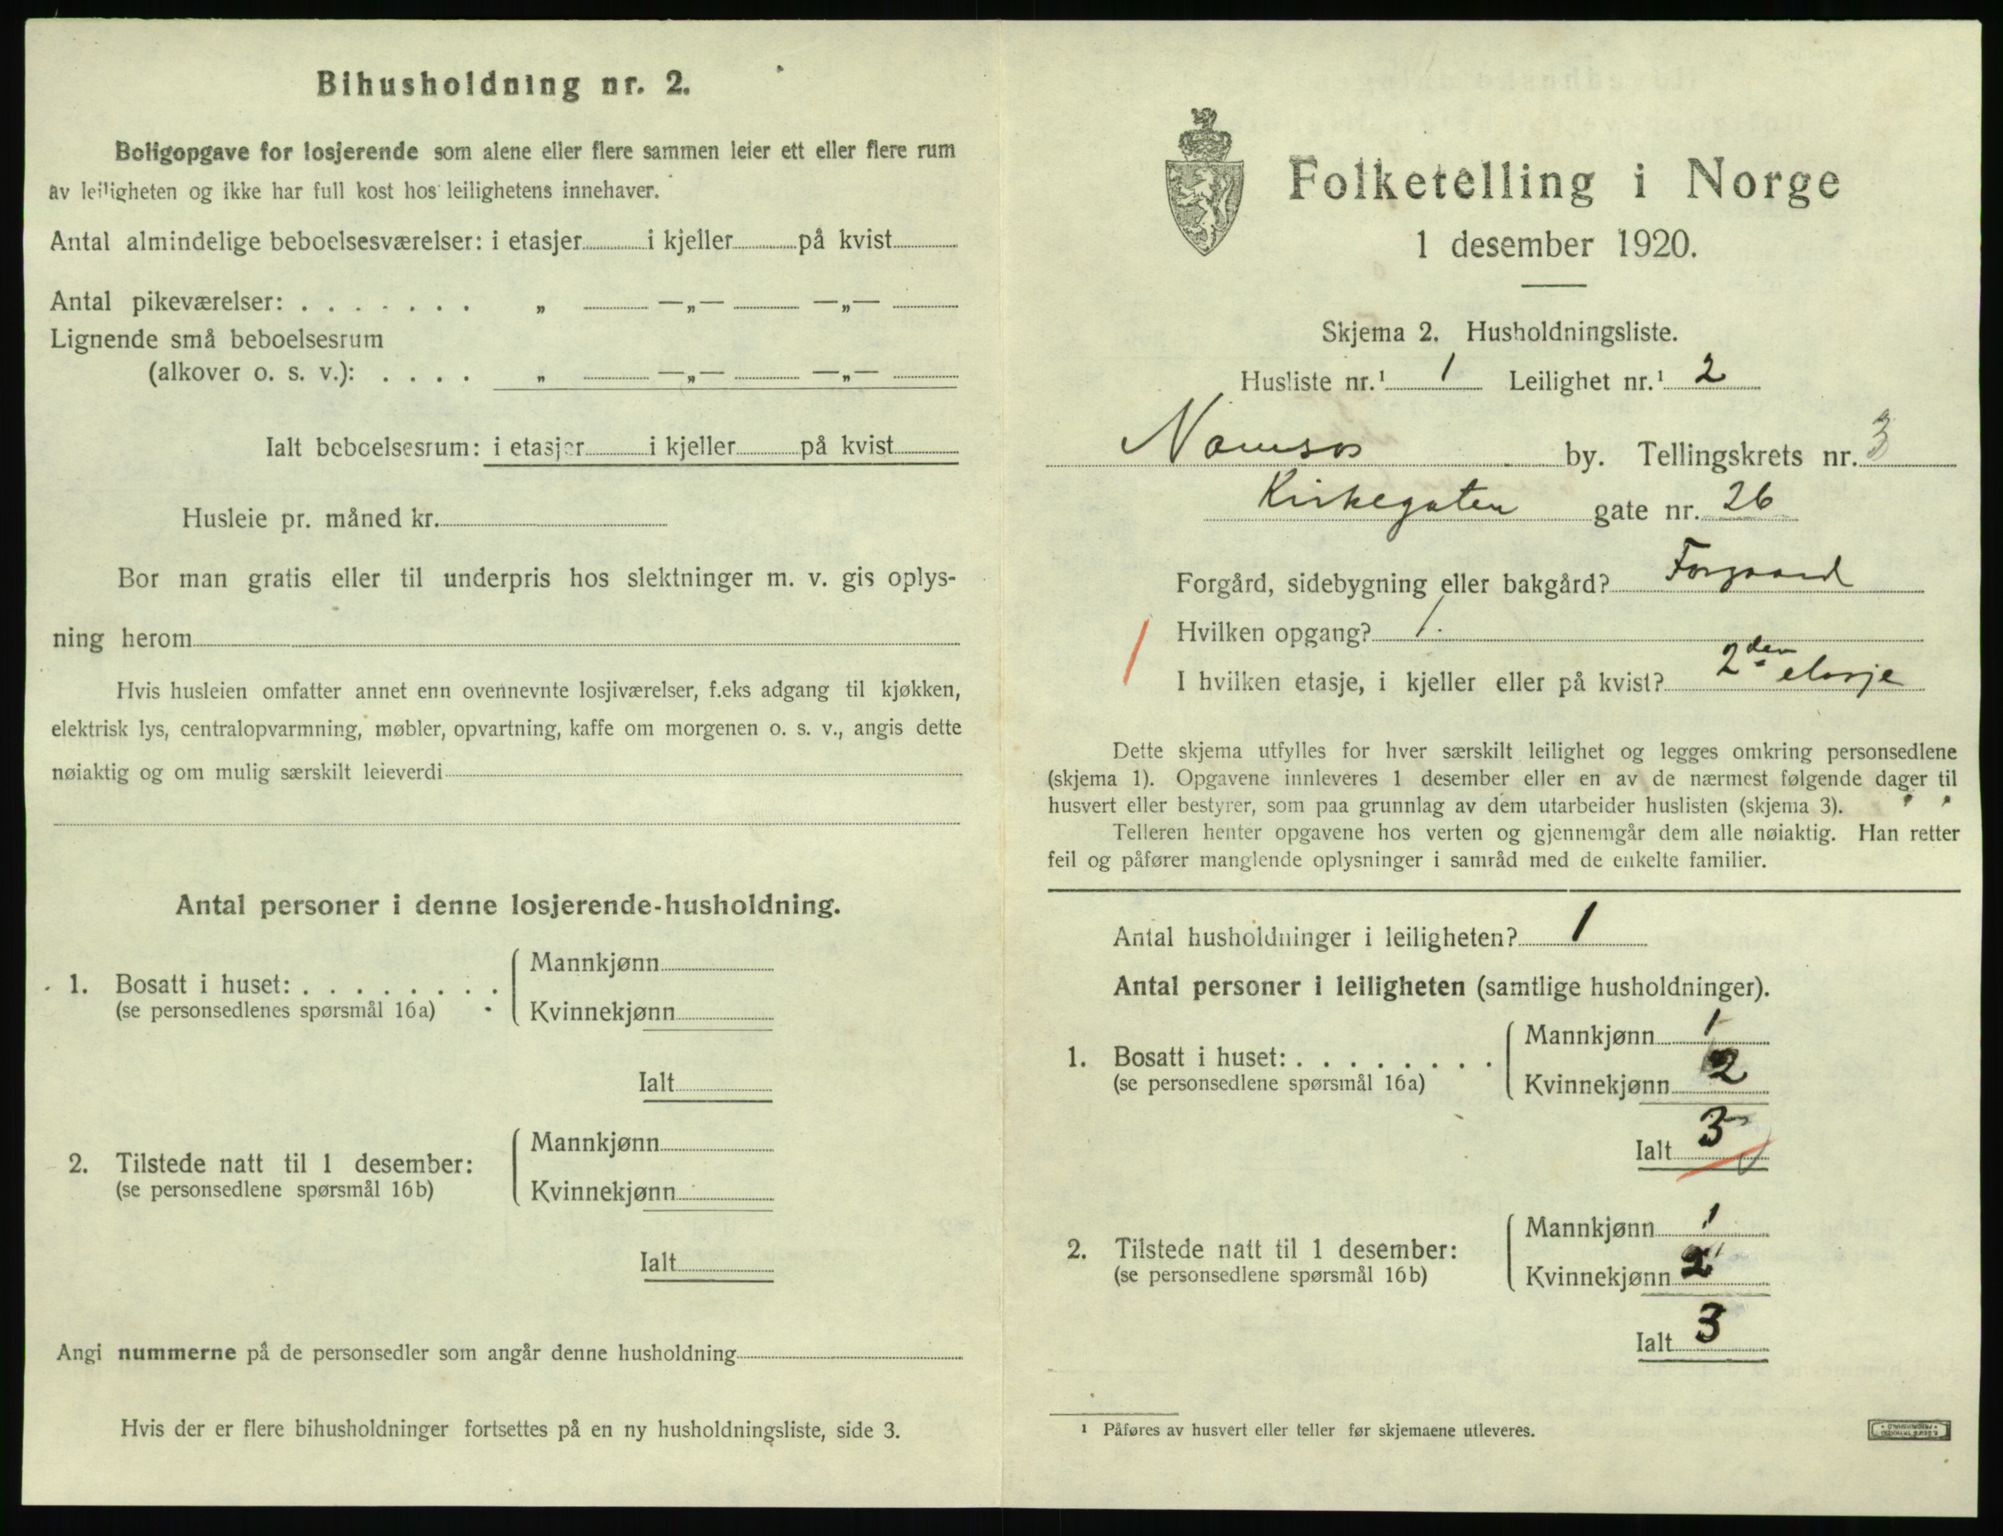 Bihusholdning nr. 2.
Boligopgave for losjerende som alene eller flere sammen leier ett eller flere rum
av leiligheten og ikke har full kost hos leilighetens innehaver.
Antal almindelige beboelsesværelser: i etasjer i kjeller på kvist
Antal pikeværelser: . . . . . . . „ —„— —„—
Lignende små beboelsesrum
(alkover o. s. v.): . . . . „ —„— —„—
Ialt beboelsesrum: i etasjer i kjeller på kvist
Husleie pr. måned kr.
Bor man gratis eller til underpris hos slektninger m. v. gis oplys-
ning herom
Hvis husleien omfatter annet enn ovennevnte losjiværelser, f.eks adgang til kjøkken,
elektrisk lys, centralopvarmning, møbler, opvartning, kaffe om morgenen o. s. v., angis dette
nøiaktig og om mulig særskilt leieverdi
Antal personer i denne losjerende-husholdning.
1. Bosatt i huset: . . . . . . . . Mannkjønn
(se personsedlenes spørsmål 16a) Kvinnekjønn
Ialt
2. Tilstede natt til 1 desember: Mannkjønn
(se personsedlene spørsmål 16b) Kvinnekjønn
Ialt
Angi nummerne på de personsedler som angår denne husholdning
Hvis der er flere bihusholdninger fortsettes på en ny husholdningsliste, side 3.
Folketelling i Norge
1 desember 1920.
Skjema 2. Husholdningsliste.
Husliste nr.¹ 1 Leilighet nr.¹ 2
Namsos by. Tellingskrets nr. 3
Kirkegaten gate nr. 26
Forgård, sidebygning eller bakgård? Forgaard
Hvilken opgang? 1.
I hvilken etasje, i kjeller eller på kvist? 2den etasje
Dette skjema utfylles for hver særskilt leilighet og legges omkring personsedlene
(skjema 1). Opgavene innleveres 1 desember eller en av de nærmest følgende dager til
husvert eller bestyrer, som paa grunnlag av dem utarbeider huslisten (skjema 3).
Telleren henter opgavene hos verten og gjennemgår dem alle nøiaktig. Han retter
feil og påfører manglende oplysninger i samråd med de enkelte familier.
Antal husholdninger i leiligheten? 1
Antal personer i leiligheten (samtlige husholdninger).
1. Bosatt i huset: . . . . . . . . Mannkjønn 1
(se personsedlene spørsmål 16a) Kvinnekjønn 2
Ialt 3
2. Tilstede natt til 1 desember: Mannkjønn 1
(se personsedlene spørsmål 16b) Kvinnekjønn 2
Ialt 3
¹ Påføres av husvert eller teller før skjemaene utleveres.